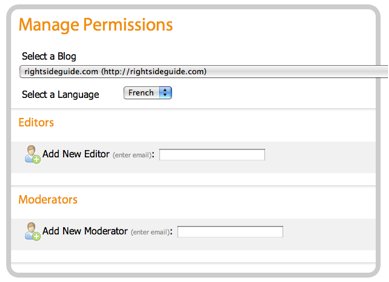 Manage Permissions
Select a Blog
rightsideguide.com (http://rightsideguide.com)
Select a Language French
Editors
Add New Editor (enter email):
Moderators
Add New Moderator (enter email):